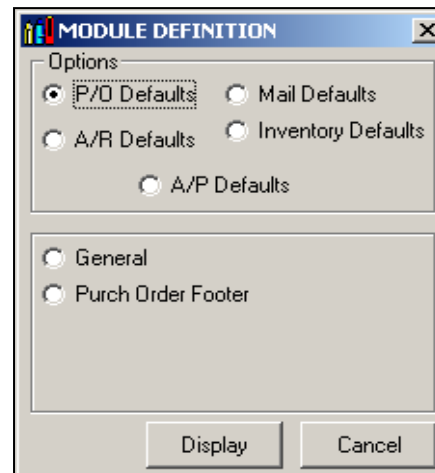 MODULE DEFINITION
Options
P/O Defaults Mail Defaults
A/R Defaults Inventory Defaults
A/P Defaults
General
Purch Order Footer
Display Cancel